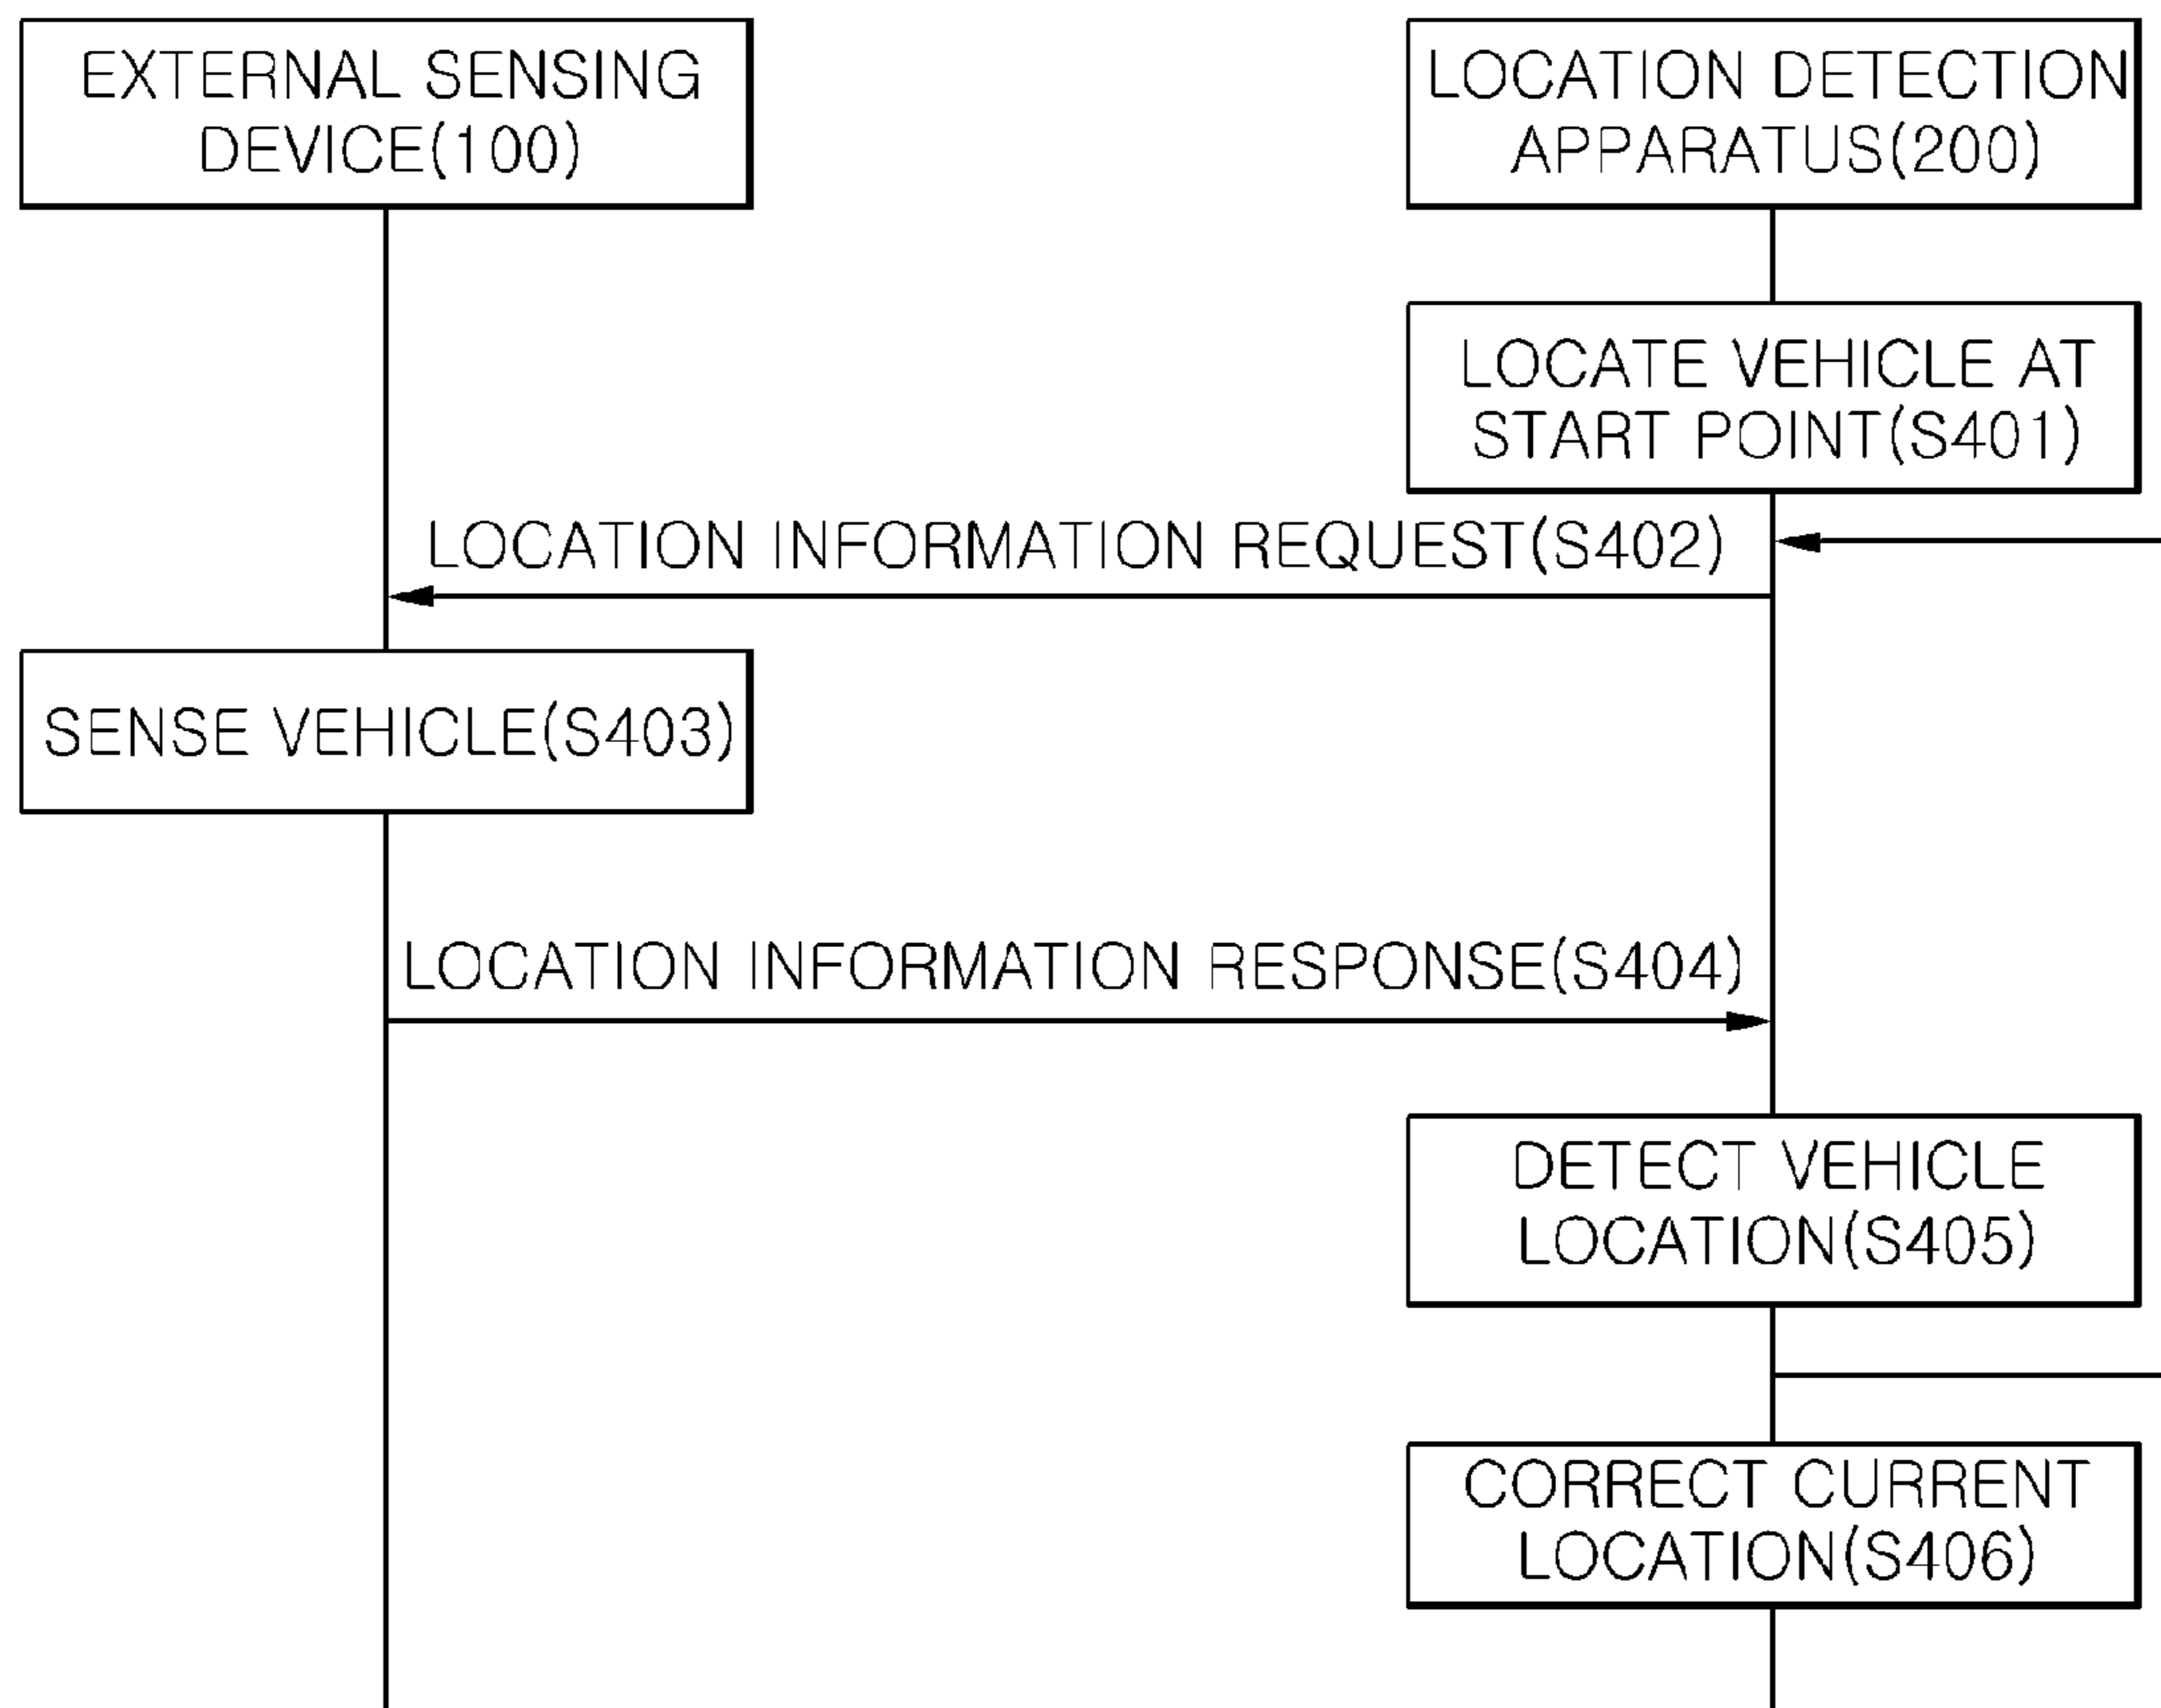 EXTERNAL SENSING
DEVICE(100)
LOCATION DETECTION
APPARATUS(200)
LOCATE VEHICLE AT
START POINT(S401)
LOCATION INFORMATION REQUEST(S402)
SENSE VEHICLE(S403)
LOCATION INFORMATION RESPONSE(S404)
DETECT VEHICLE
LOCATION(S405)
CORRECT CURRENT
LOCATION(S406)